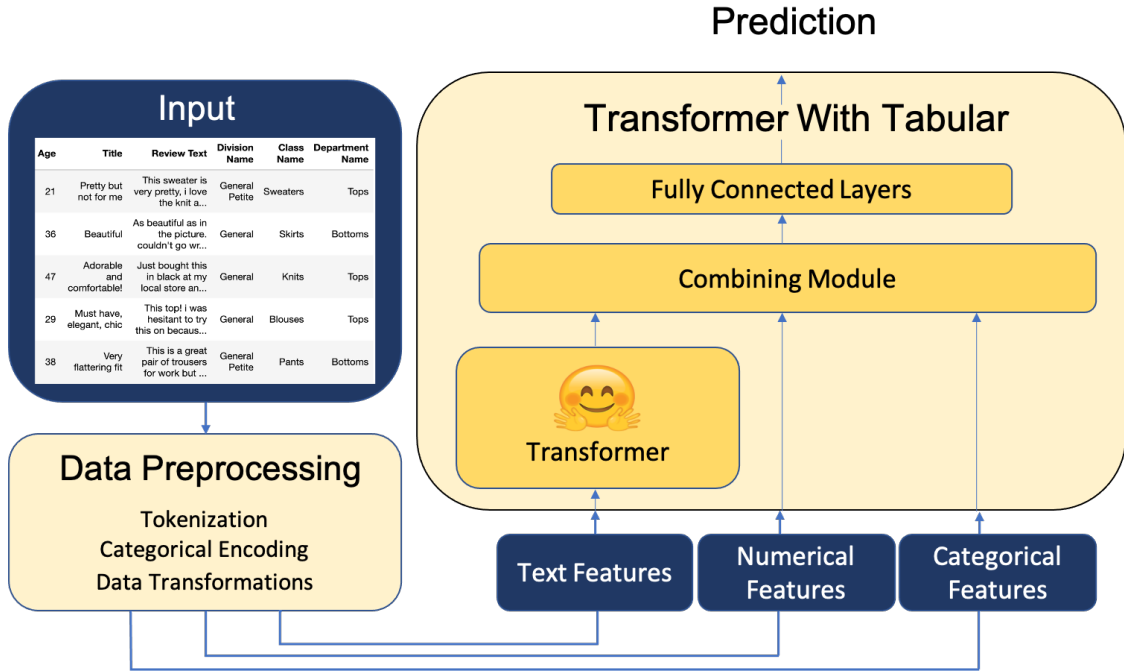 Prediction
Input
Age Title Review Text Division Name Class Name Department Name
21 Pretty but not for me This sweater is very pretty, i love the knit a... General Petite Sweaters Tops
36 Beautiful As beautiful as in the picture. couldn't go wr... General Skirts Bottoms
47 Adorable and comfortable! Just bought this in black at my local store an... General Knits Tops
29 Must have, elegant, chic This top! i was hesitant to try this on becaus... General Blouses Tops
38 Very flattering fit This is a great pair of trousers for work but ... General Petite Pants Bottoms
Data Preprocessing
Tokenization
Categorical Encoding
Data Transformations
Transformer With Tabular
Fully Connected Layers
Combining Module
Transformer
Text Features
Numerical
Features
Categorical
Features